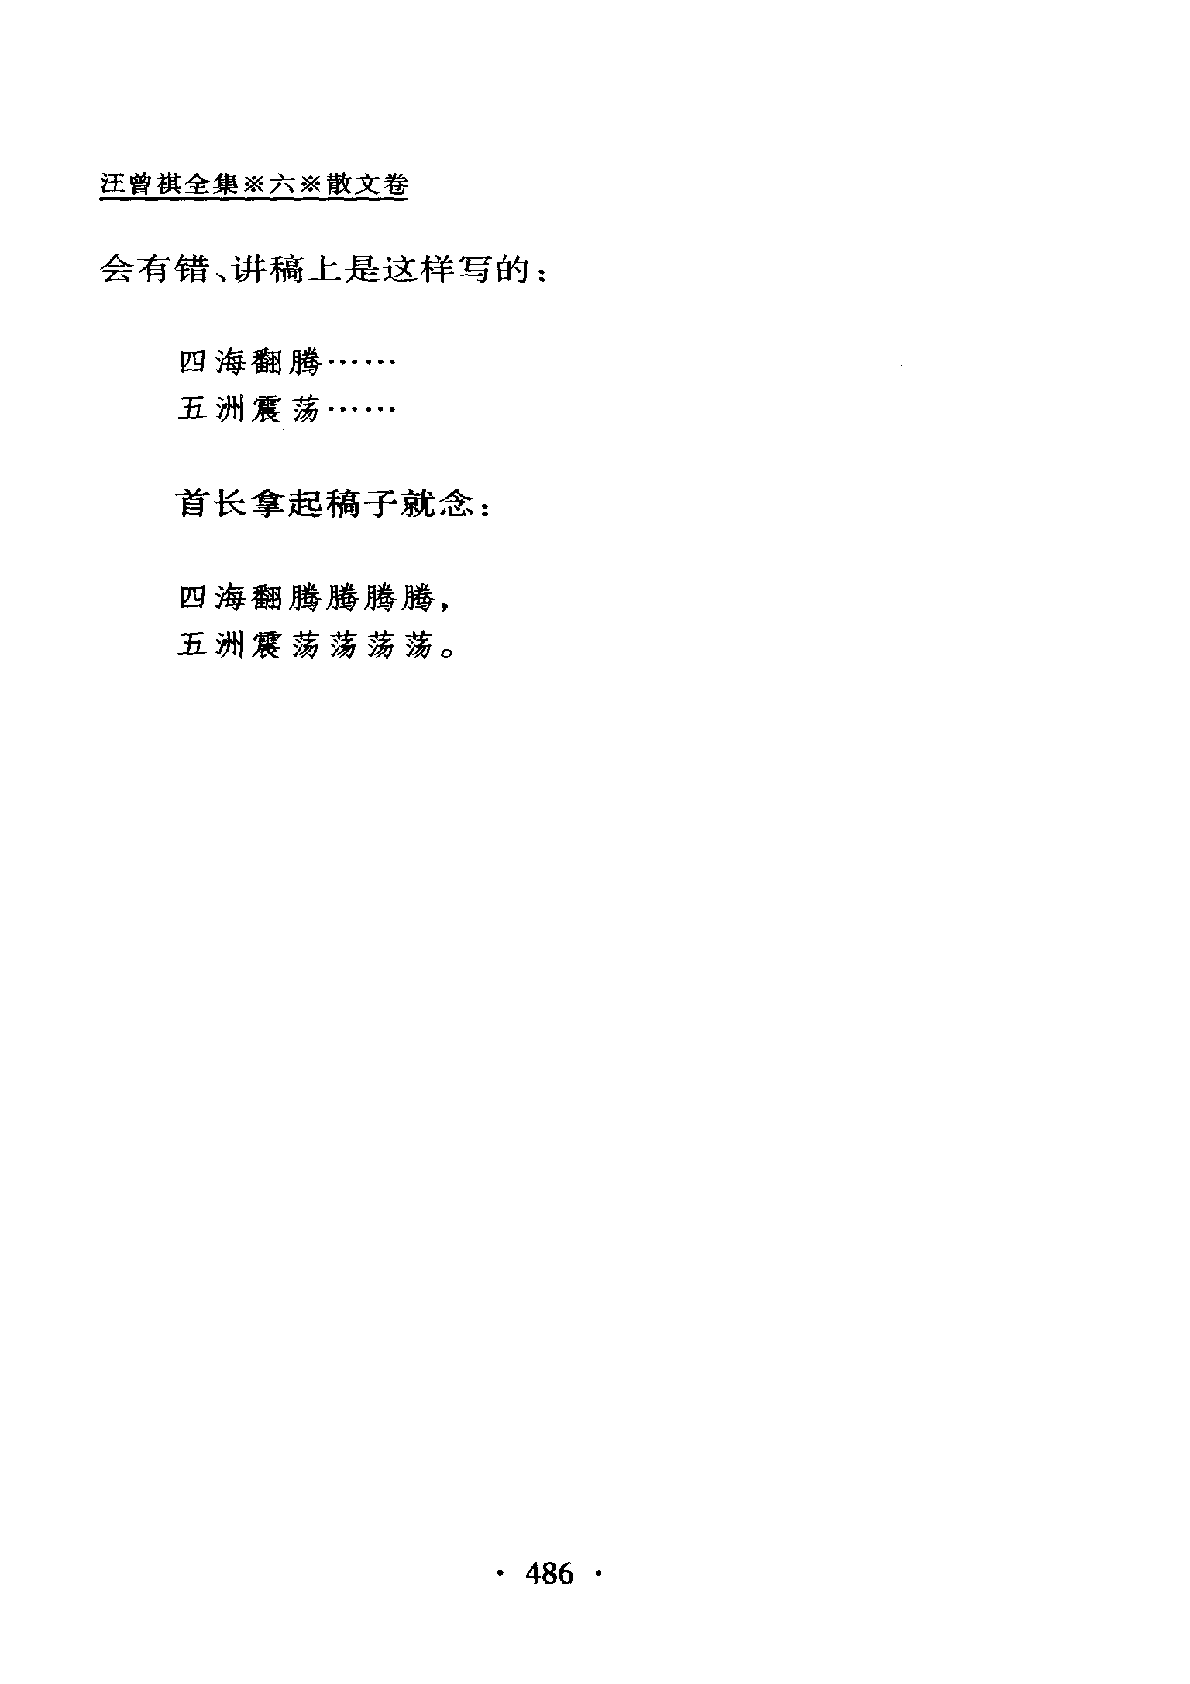 汪曾祺全集※六※散文卷
会有错、讲稿上是这样写的：
四海翻腾……
五洲震荡……
首长拿起稿子就念：
四海翻腾腾腾腾，
五洲震荡荡荡荡。
· 486 ·